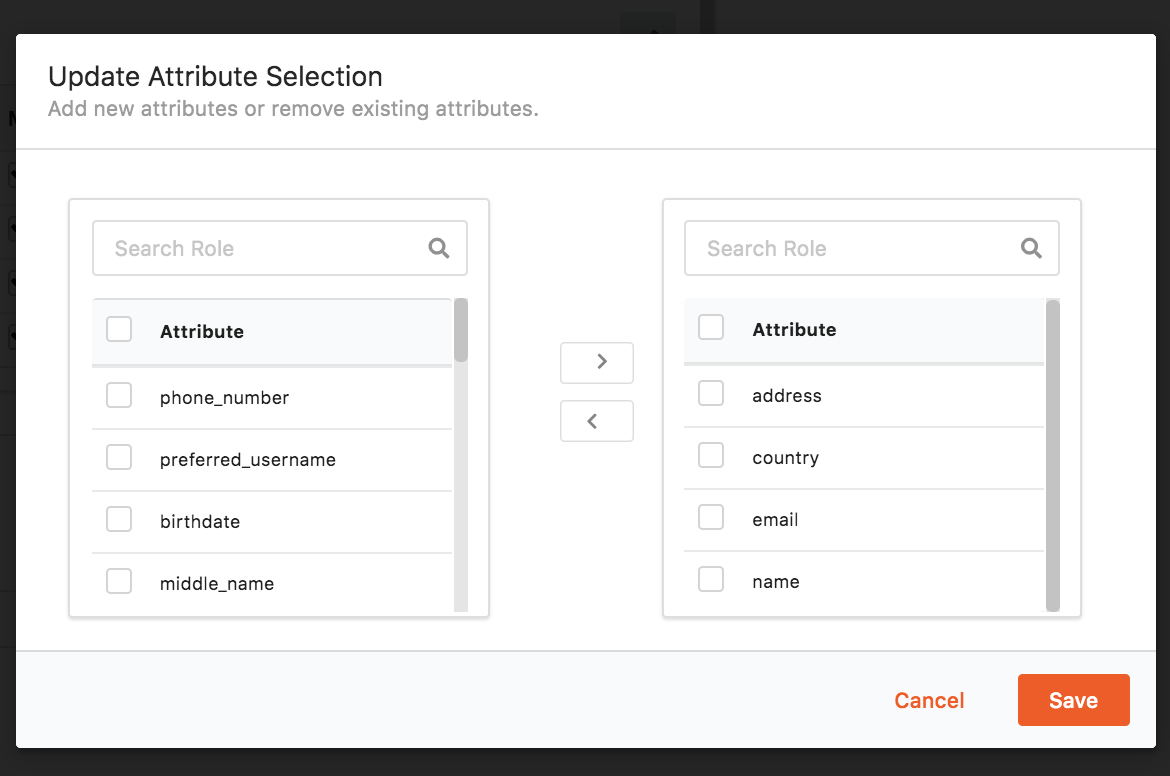 Update Attribute Selection
Add new attributes or remove existing attributes.
Search Role
Attribute
phone_number
preferred_username
birthdate
middle_name
Search Role
Attribute
address
country
email
name
Cancel
Save